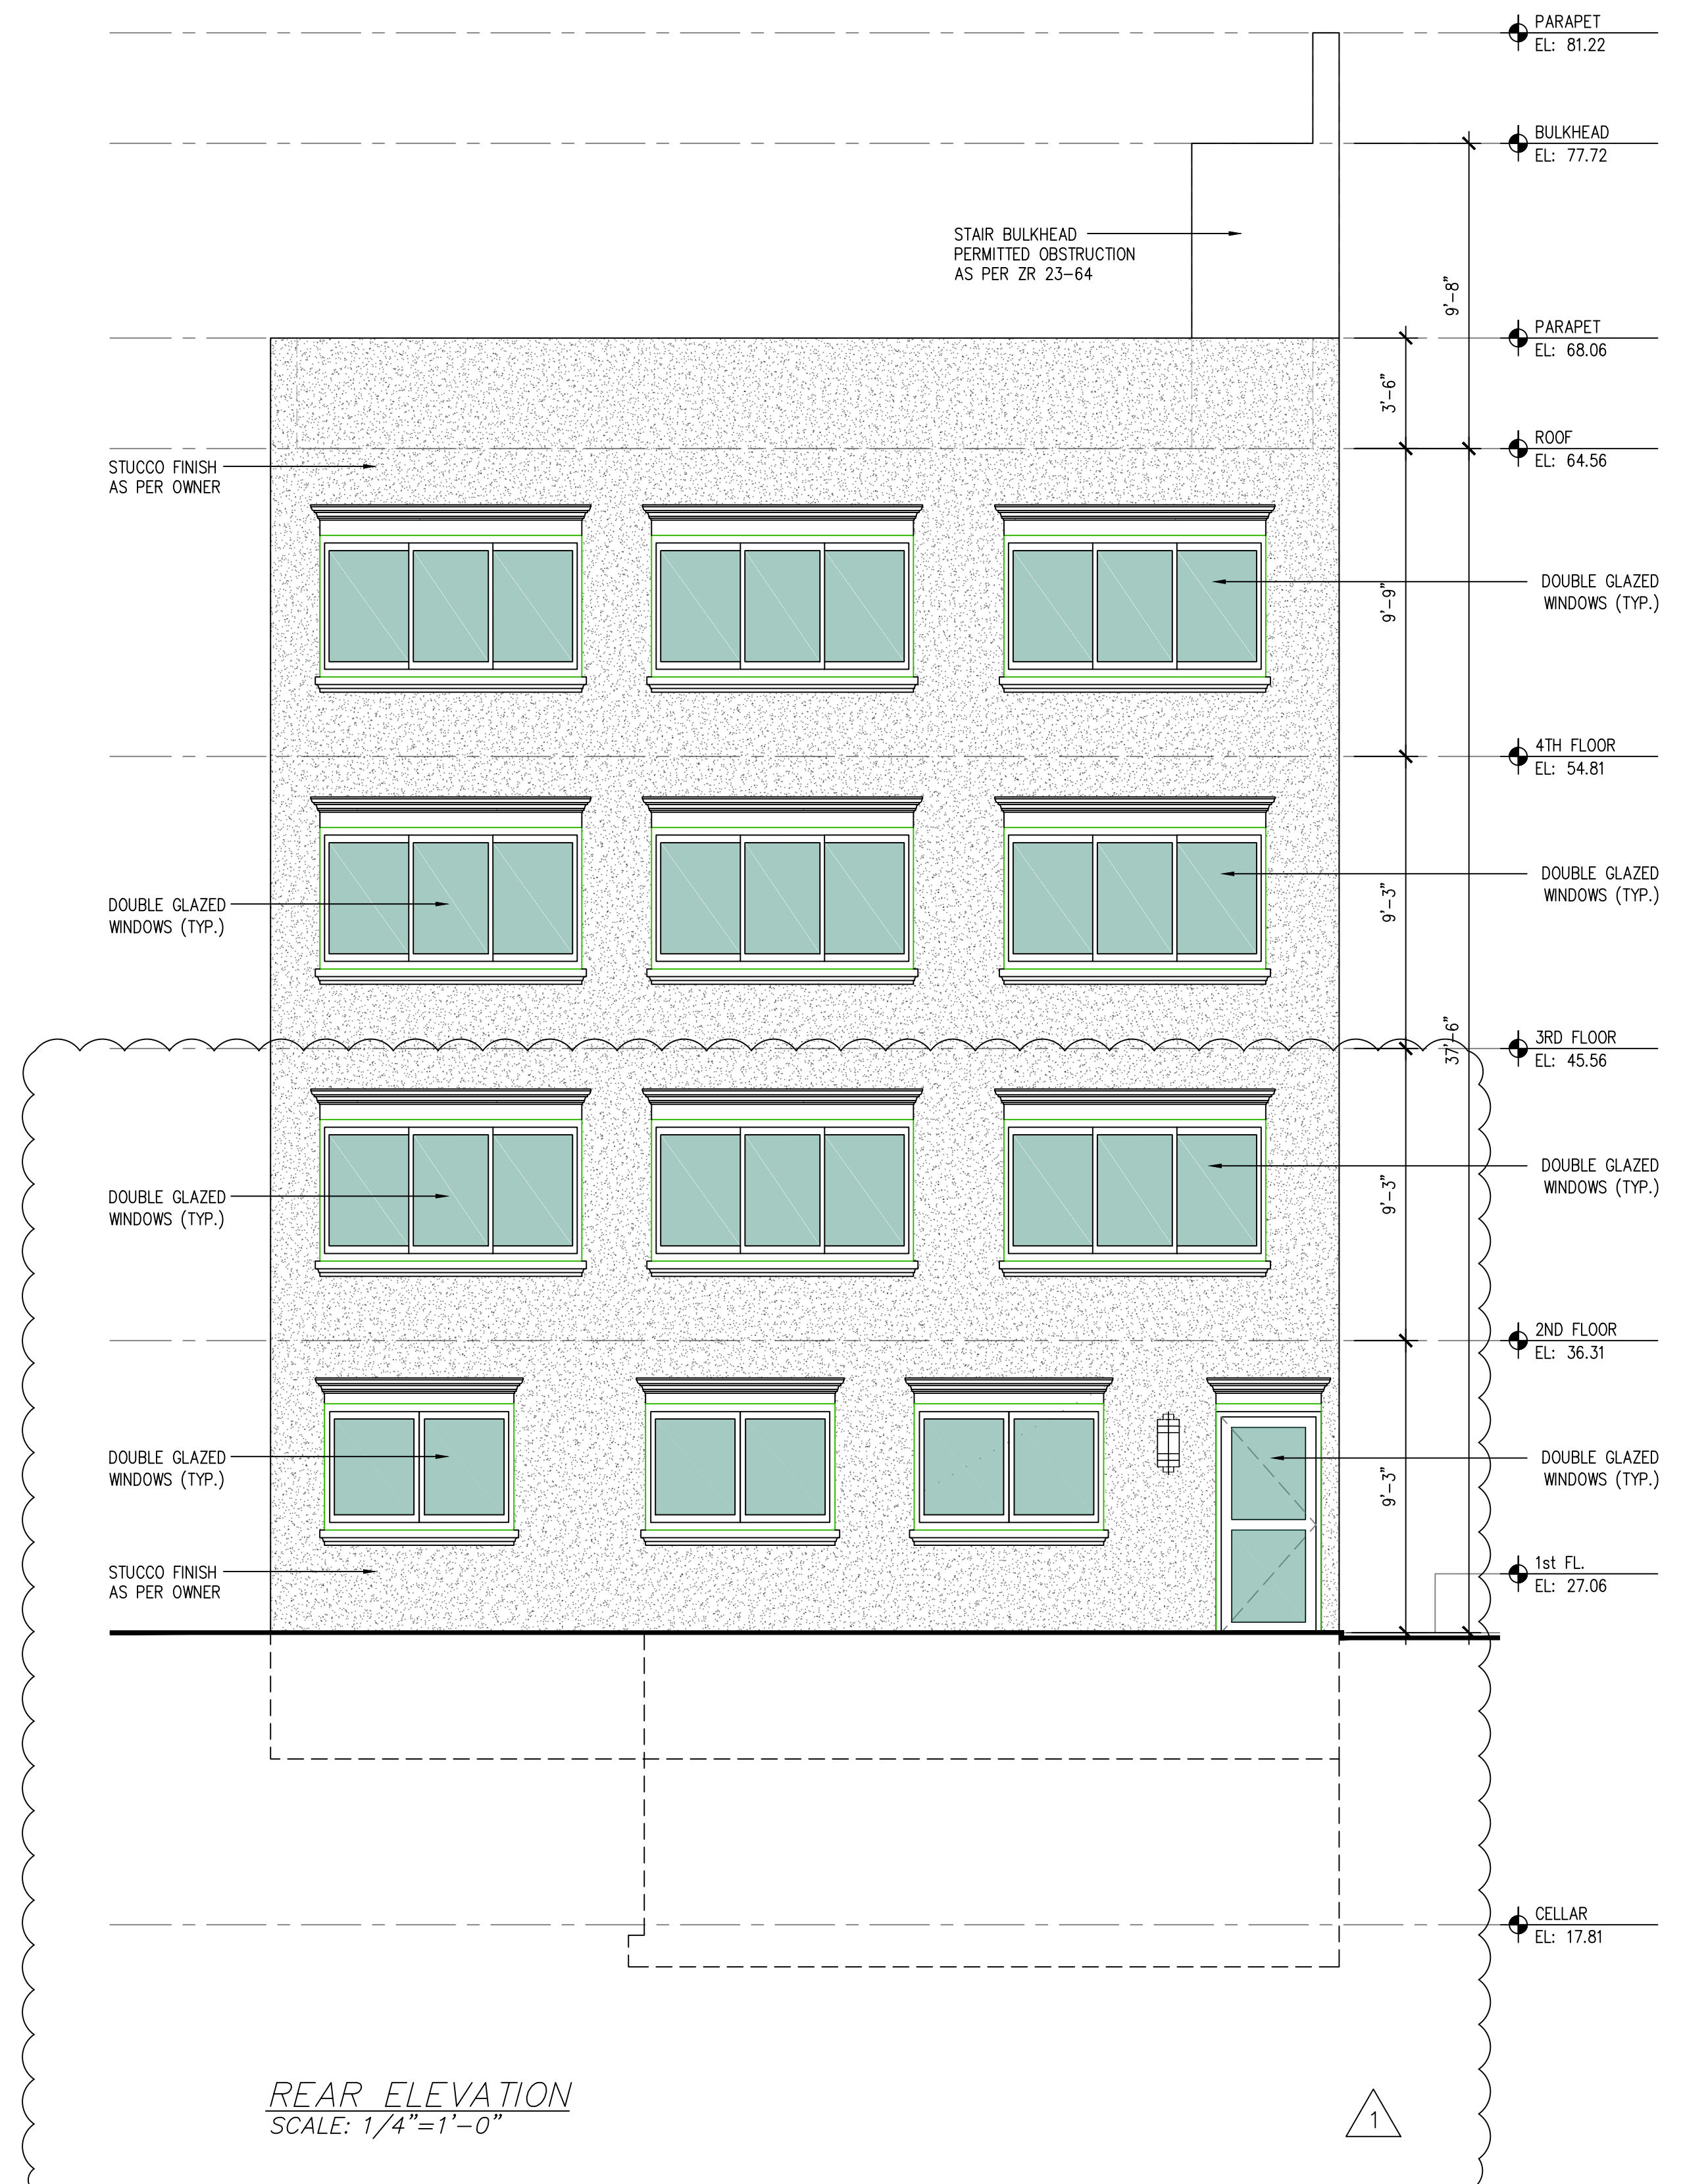 PARAPET
EL: 81.22
BULKHEAD
EL: 77.72
STAIR BULKHEAD
PERMITTED OBSTRUCTION
AS PER ZR 23-64
9'-8"
PARAPET
EL: 68.06
3'-6"
ROOF
EL: 64.56
STUCCO FINISH
AS PER OWNER
DOUBLE GLAZED
WINDOWS (TYP.)
9'-9"
4TH FLOOR
EL: 54.81
DOUBLE GLAZED
WINDOWS (TYP.)
9'-3"
DOUBLE GLAZED
WINDOWS (TYP.)
37'-6"
3RD FLOOR
EL: 45.56
DOUBLE GLAZED
WINDOWS (TYP.)
9'-3"
DOUBLE GLAZED
WINDOWS (TYP.)
2ND FLOOR
EL: 36.31
DOUBLE GLAZED
WINDOWS (TYP.)
9'-3"
DOUBLE GLAZED
WINDOWS (TYP.)
STUCCO FINISH
AS PER OWNER
1st FL.
EL: 27.06
CELLAR
EL: 17.81
REAR ELEVATION
SCALE: 1/4"=1'-0"
1